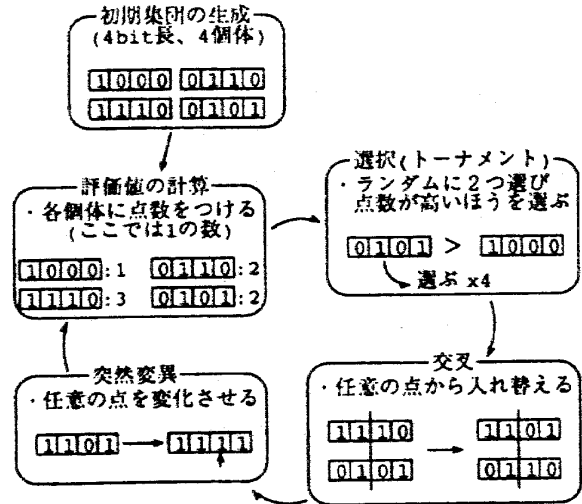 初期集団の生成
(4bit長、4個体)
1000 0110
1110 0101
評価値の計算
・各個体に点数をつける
(ここでは1の数)
1000:1 0110:2
1110:3 0101:2
選択(トーナメント)
・ランダムに2つ選び
点数が高いほうを選ぶ
0101 > 1000
選ぶ x4
交叉
・任意の点から入れ替える
1110 1101
0101 0110
突然変異
・任意の点を変化させる
1101 1111